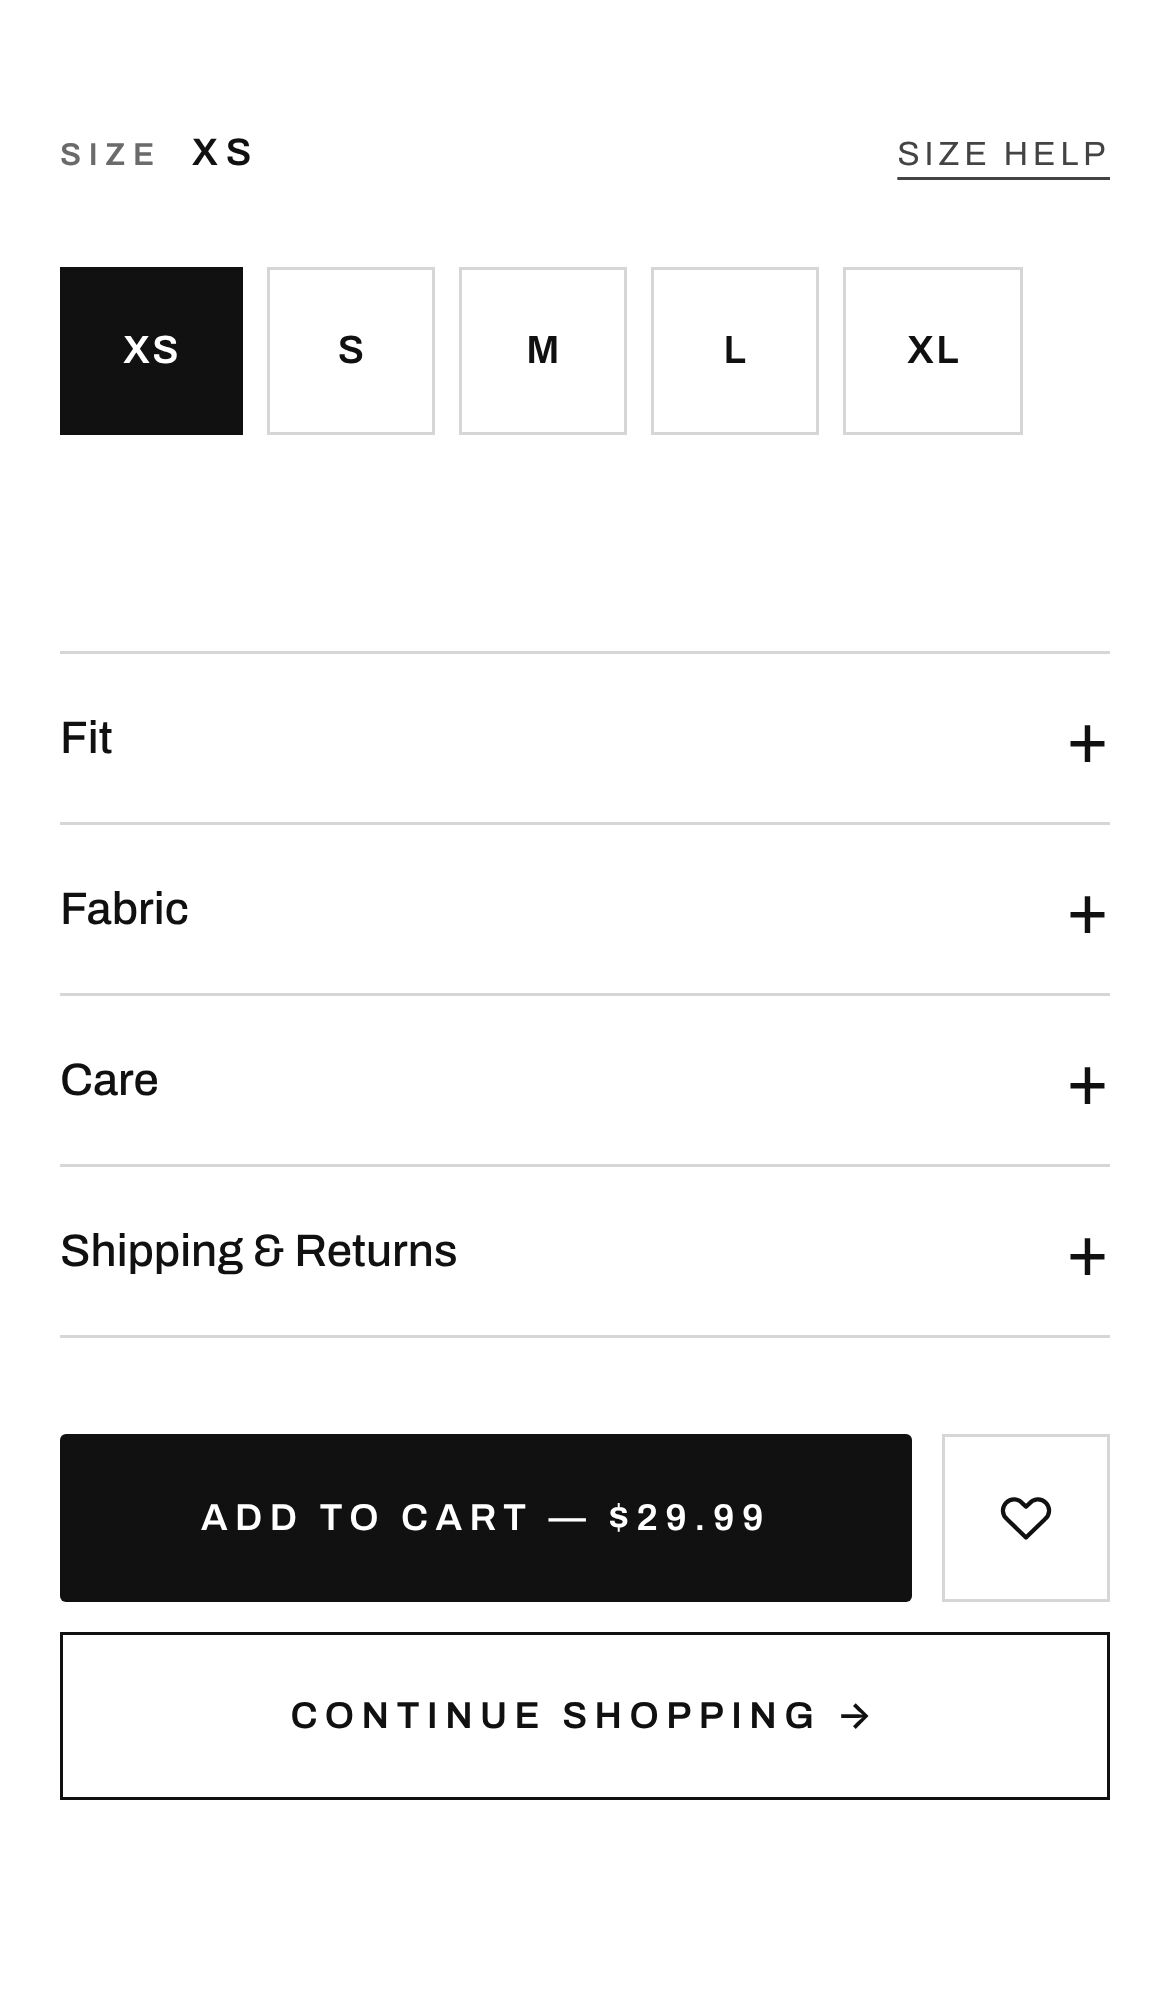 SIZE XS SIZE HELP
XS S M L XL
Fit +
Fabric +
Care +
Shipping & Returns +
ADD TO CART — $29.99
CONTINUE SHOPPING →